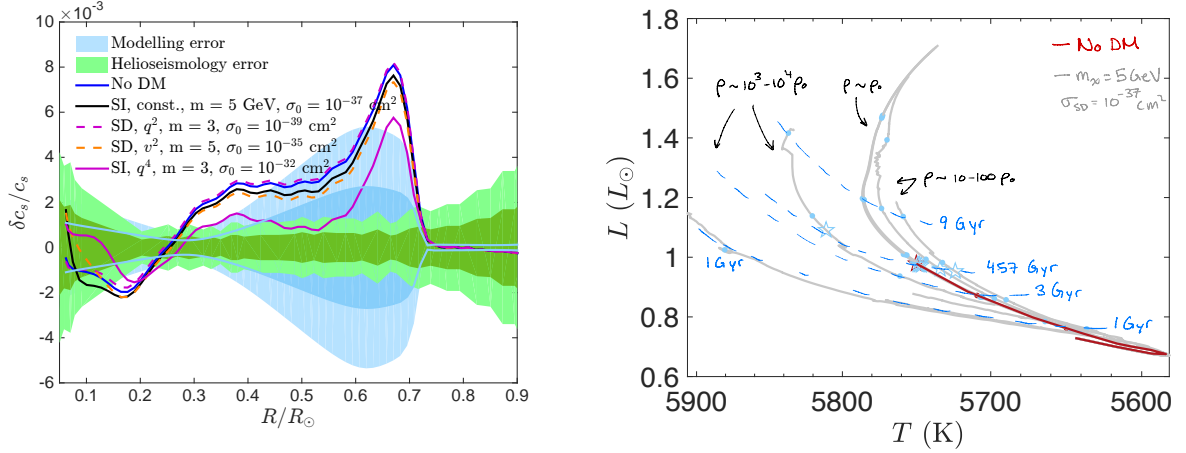 ×10⁻³
8
6
4
2
0
-2
-4
-6
δc_s/c_s
Modelling error
Helioseismology error
No DM
SI, const., m = 5 GeV, σ₀ = 10⁻³⁷ cm²
SD, q², m = 3, σ₀ = 10⁻³⁹ cm²
SD, v², m = 5, σ₀ = 10⁻³⁵ cm²
SI, q⁴, m = 3, σ₀ = 10⁻³² cm²
0.1 0.2 0.3 0.4 0.5 0.6 0.7 0.8 0.9
R/R⊙
1.8
1.6
1.4
1.2
1
0.8
0.6
L (L⊙)
No DM
mχ = 5 GeV
σSD = 10⁻³⁷ cm²
ρ ~ 10³-10⁴ ρ₀
ρ ~ ρ₀
ρ ~ 10-100 ρ₀
9 Gyr
457 Gyr
3 Gyr
1 Gyr
1 Gyr
5900 5800 5700 5600
T (K)